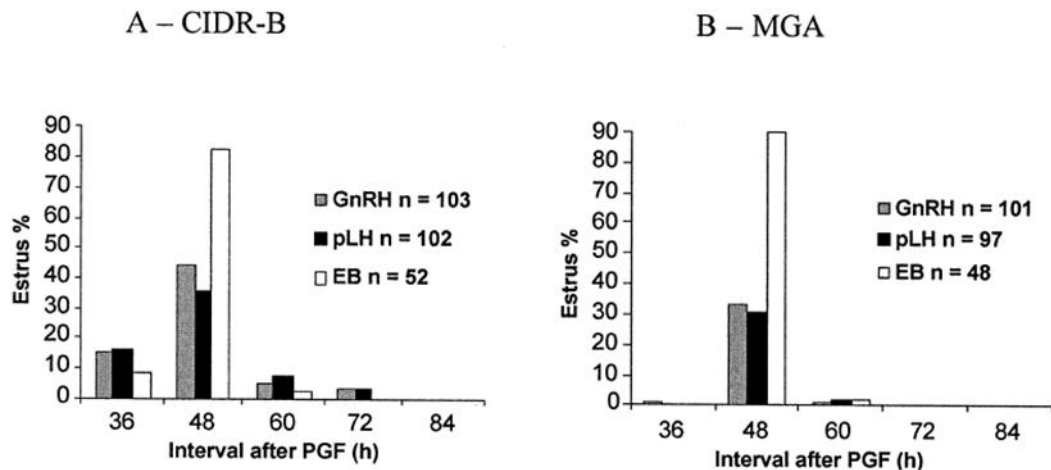 A – CIDR-B
Estrus %
90
80
70
60
50
40
30
20
10
0
GnRH n = 103
pLH n = 102
EB n = 52
36 48 60 72 84
Interval after PGF (h)
B – MGA
Estrus %
90
80
70
60
50
40
30
20
10
0
GnRH n = 101
pLH n = 97
EB n = 48
36 48 60 72 84
Interval after PGF (h)